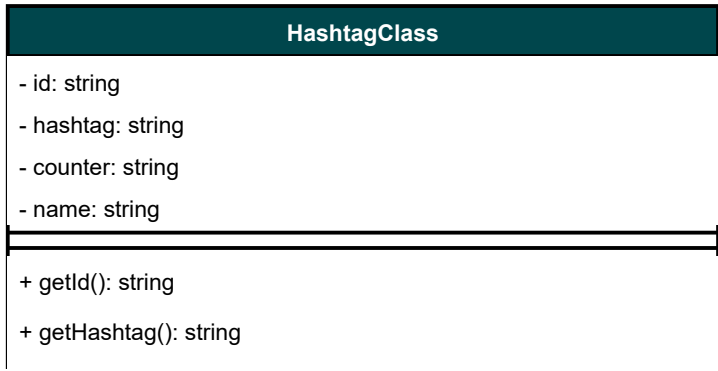 HashtagClass
- id: string
- hashtag: string
- counter: string
- name: string
+ getId(): string
+ getHashtag(): string